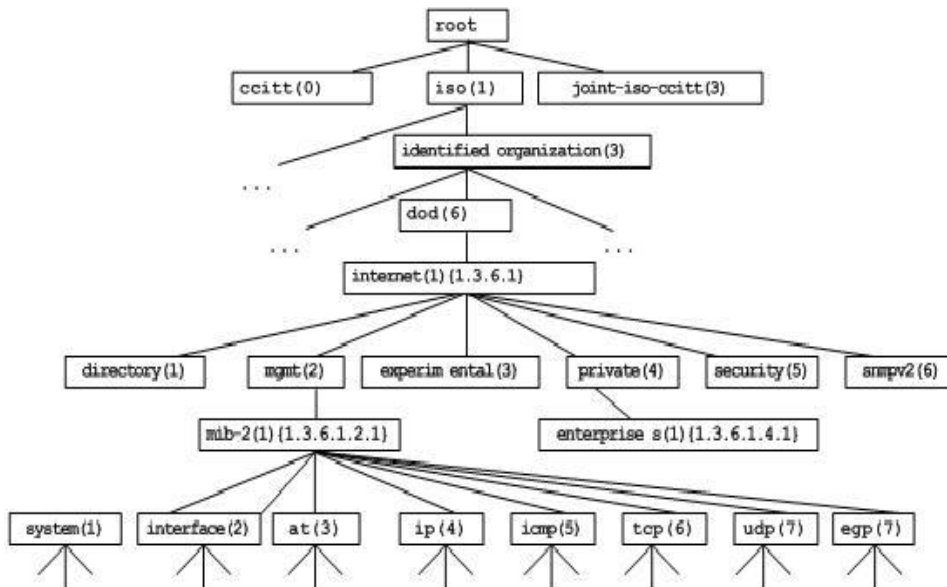 root
ccitt(0) iso(1) joint-iso-ccitt(3)
identified organization(3)
...
dod(6)
... ...
internet(1){1.3.6.1}
directory(1) mgmt(2) experim ental(3) private(4) security(5) snmpv2(6)
mib-2(1){1.3.6.1.2.1} enterprise s(1){1.3.6.1.4.1}
system(1) interface(2) at(3) ip(4) icmp(5) tcp(6) udp(7) egp(7)